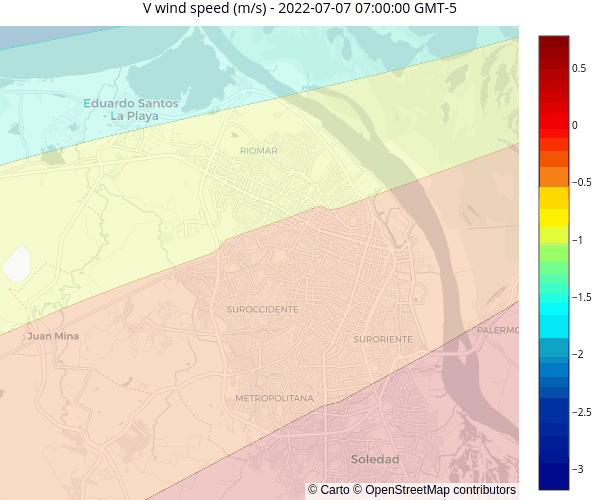 V wind speed (m/s) - 2022-07-07 07:00:00 GMT-5
Eduardo Santos
- La Playa
RIOMAR
SUROCCIDENTE
Juan Mina
SURORIENTE
PALERMO
METROPOLITANA
Soledad
© Carto © OpenStreetMap contributors
0.5
0
−0.5
−1
−1.5
−2
−2.5
−3